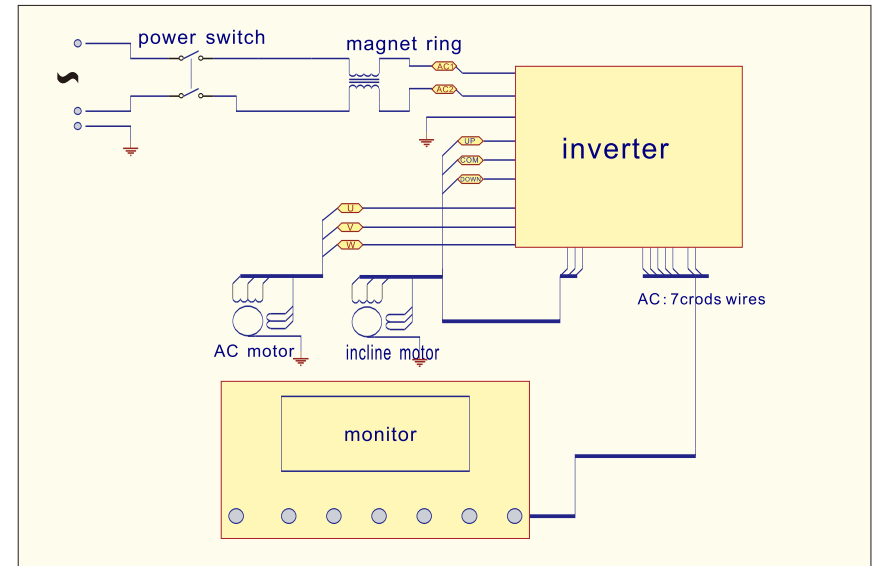 power switch
magnet ring
AC1
AC2
UP
COM
DOWN
inverter
U
V
W
AC:7crods wires
AC motor
incline motor
monitor